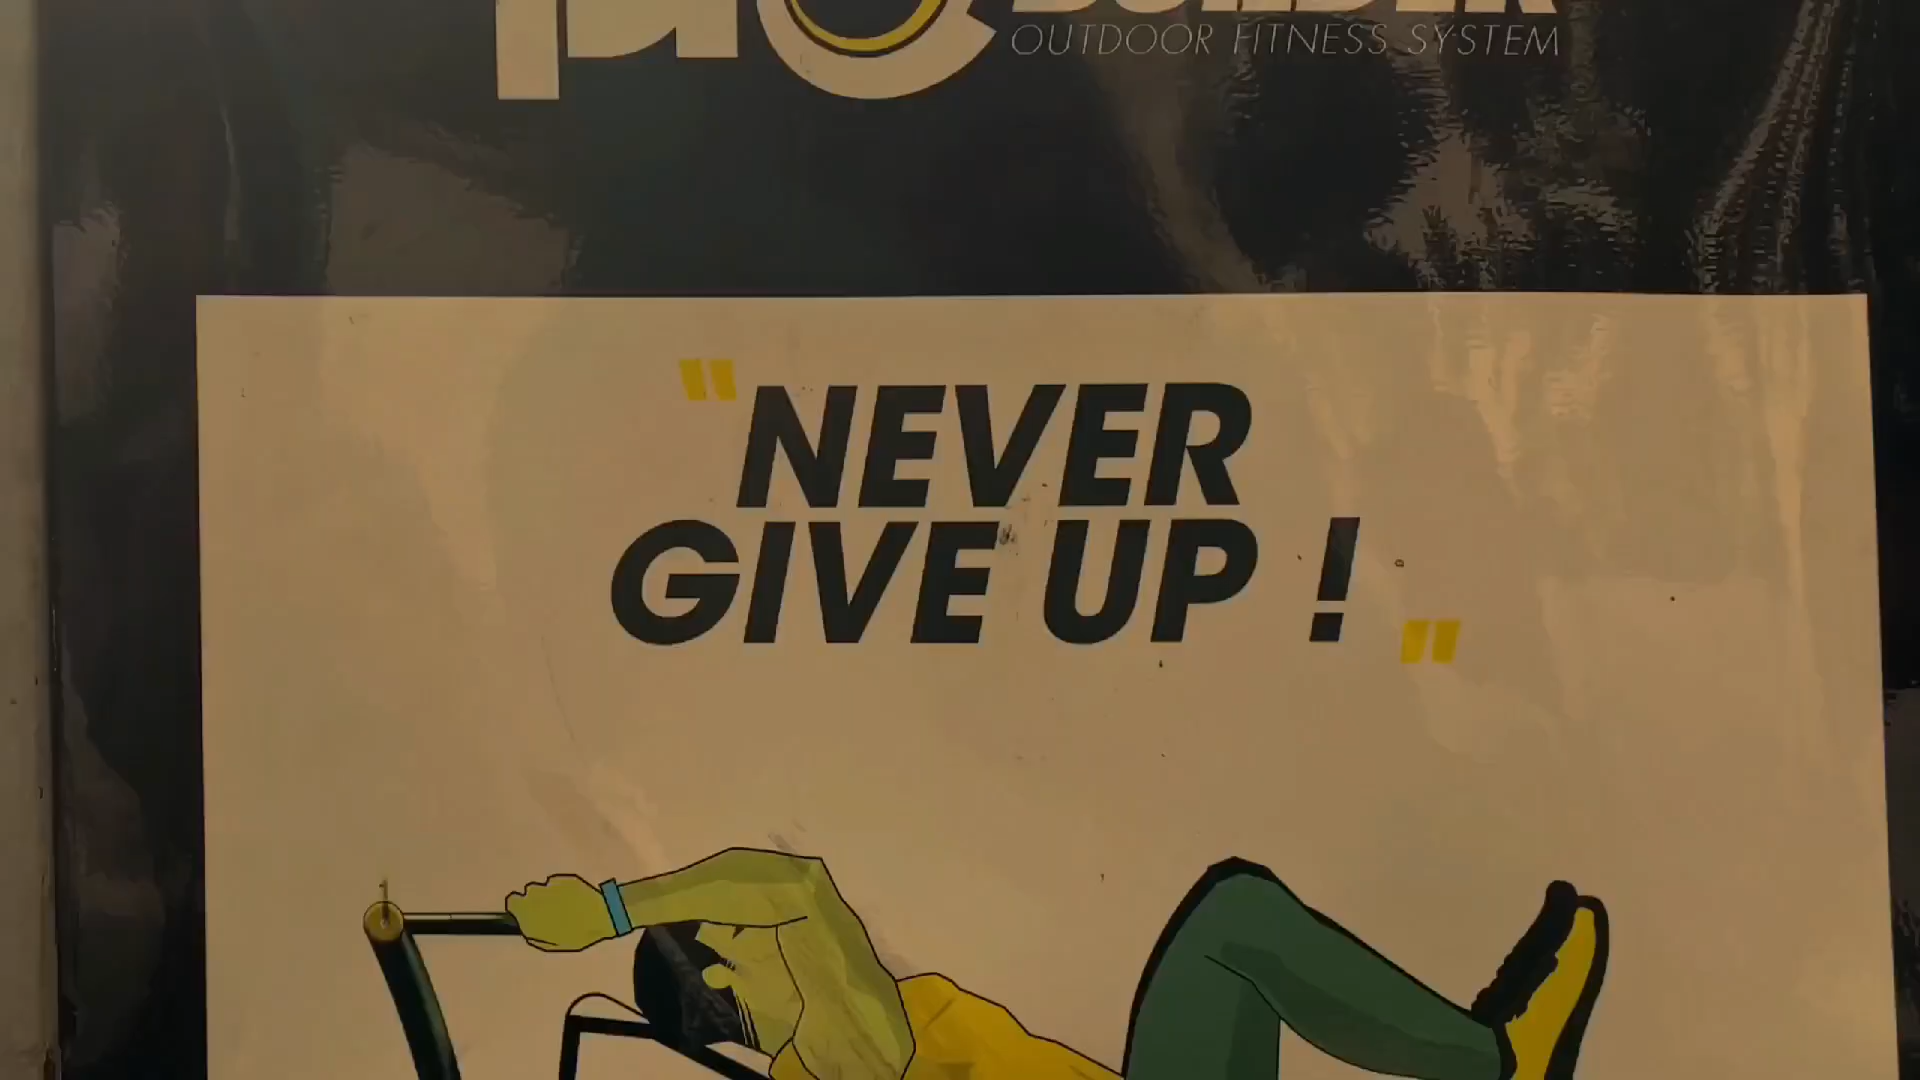 OUTDOOR FITNESS SYSTEM
"NEVER
GIVE UP ! "